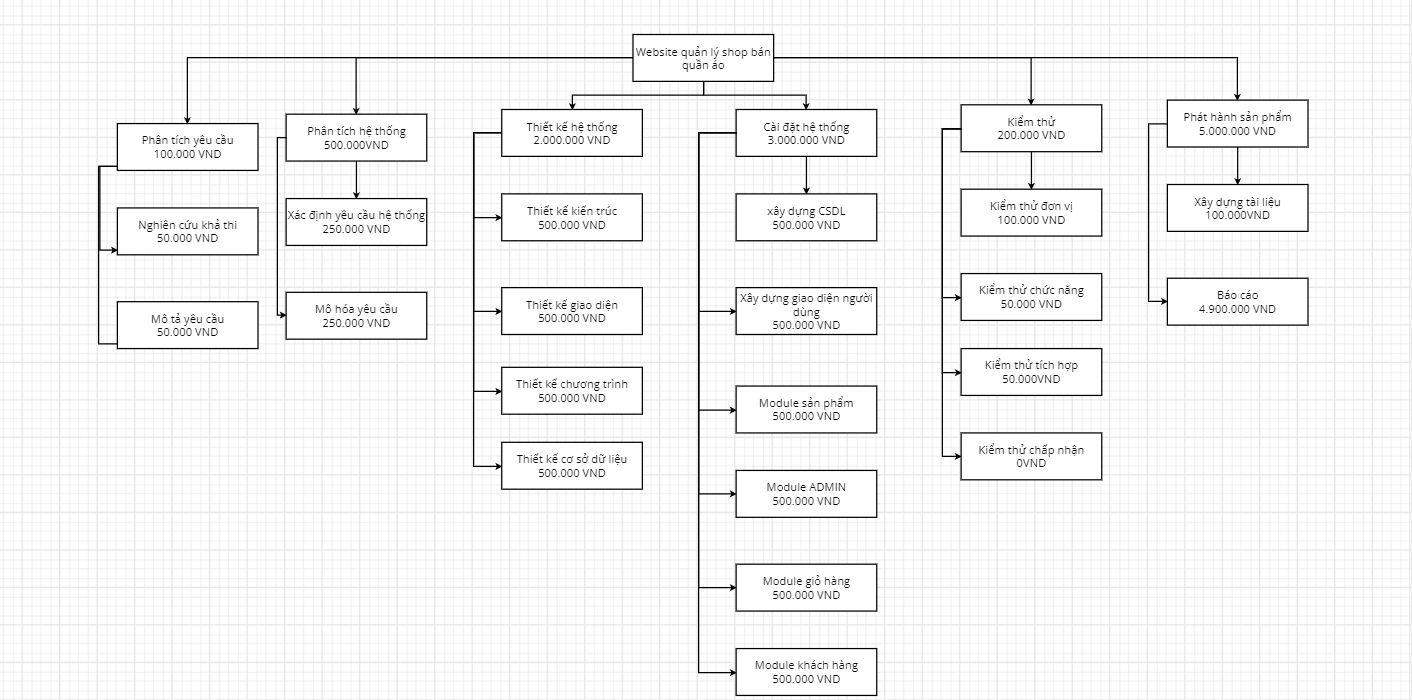 Website quản lý shop bán
quần áo
Phân tích yêu cầu
100.000 VND
Nghiên cứu khả thi
50.000 VND
Mô tả yêu cầu
50.000 VND
Phân tích hệ thống
500.000VND
Xác định yêu cầu hệ thống
250.000 VND
Mô hóa yêu cầu
250.000 VND
Thiết kế hệ thống
2.000.000 VND
Thiết kế kiến trúc
500.000 VND
Thiết kế giao diện
500.000 VND
Thiết kế chương trình
500.000 VND
Thiết kế cơ sở dữ liệu
500.000 VND
Cài đặt hệ thống
3.000.000 VND
xây dựng CSDL
500.000 VND
Xây dựng giao diện người
dùng
500.000 VND
Module sản phẩm
500.000 VND
Module ADMIN
500.000 VND
Module giỏ hàng
500.000 VND
Module khách hàng
500.000 VND
Kiểm thử
200.000 VND
Kiểm thử đơn vị
100.000 VND
Kiểm thử chức năng
50.000 VND
Kiểm thử tích hợp
50.000VND
Kiểm thử chấp nhận
0VND
Phát hành sản phẩm
5.000.000 VND
Xây dựng tài liệu
100.000VND
Báo cáo
4.900.000 VND